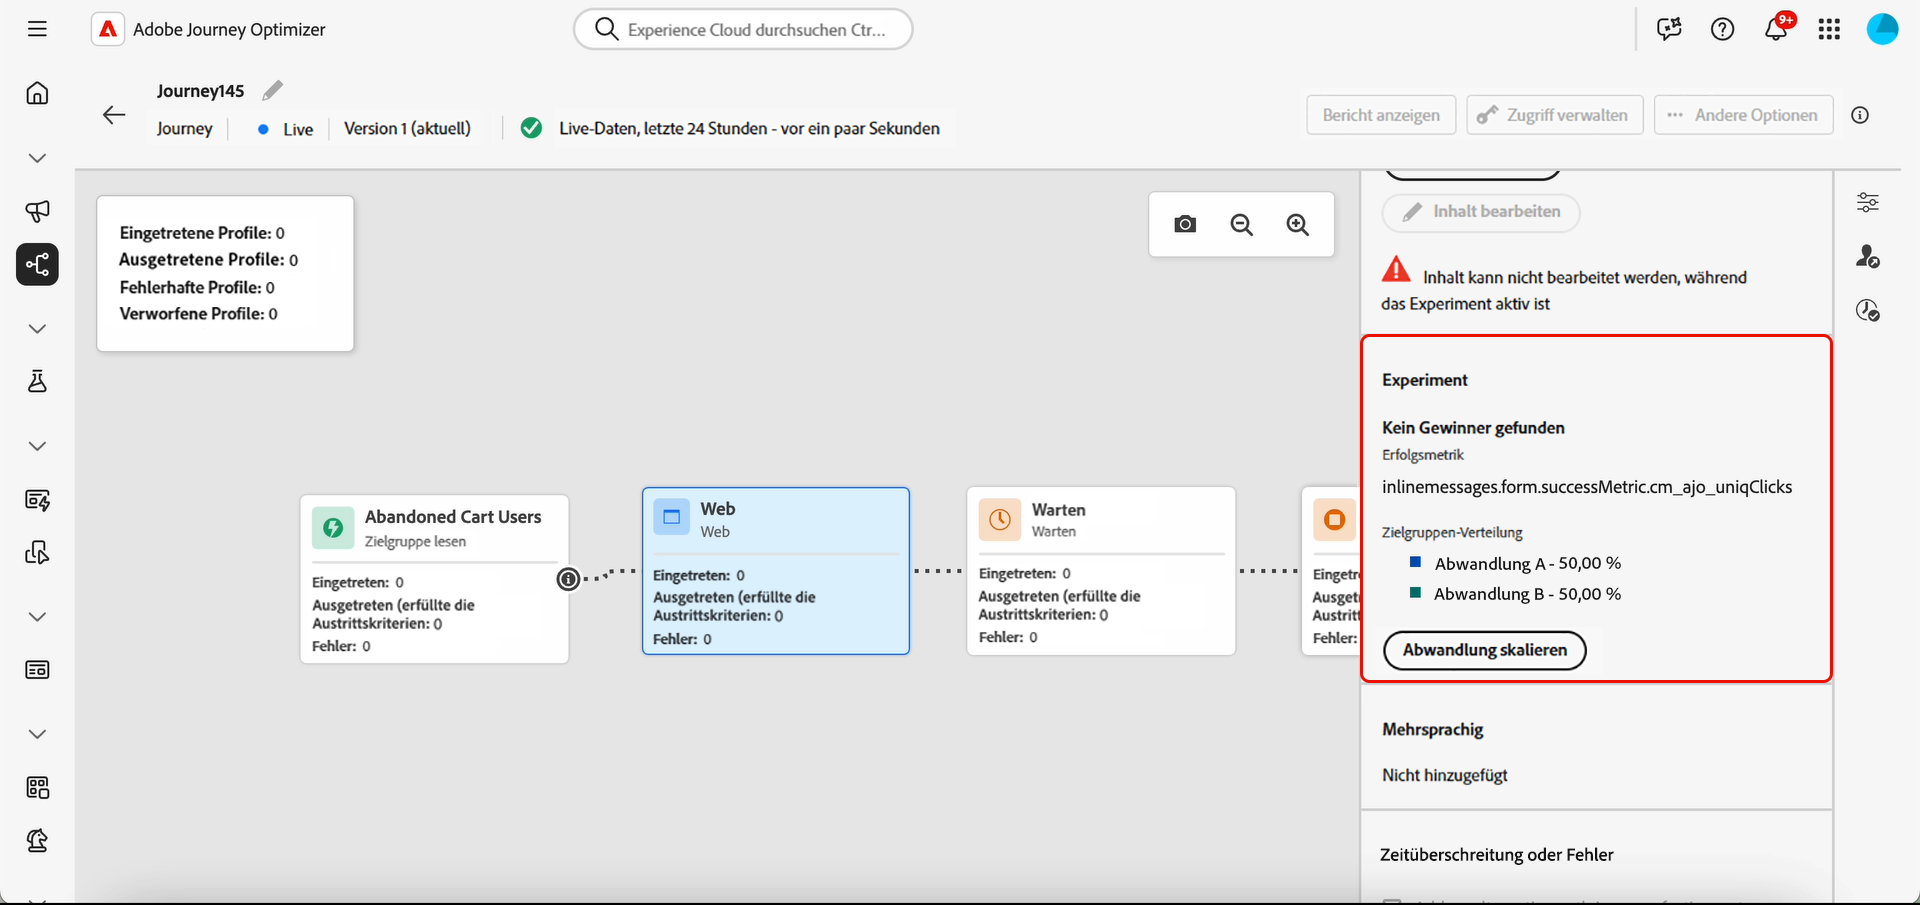 Adobe Journey Optimizer
Experience Cloud durchsuchen Ctr...
9+
Journey145
Journey
Live
Version 1 (aktuell)
Live-Daten, letzte 24 Stunden - vor ein paar Sekunden
Bericht anzeigen
Zugriff verwalten
Andere Optionen
Eingetretene Profile: 0
Ausgetretene Profile: 0
Fehlerhafte Profile: 0
Verworfene Profile: 0
Abandoned Cart Users
Zielgruppe lesen
Eingetreten: 0
Ausgetreten (erfüllte die
Austrittskriterien: 0
Fehler: 0
Web
Web
Eingetreten: 0
Ausgetreten (erfüllte die
Austrittskriterien: 0
Fehler: 0
Warten
Warten
Eingetreten: 0
Ausgetreten (erfüllte die
Austrittskriterien: 0
Fehler: 0
Eingetr
Ausget
Austrit
Fehler:
Inhalt bearbeiten
Inhalt kann nicht bearbeitet werden, während
das Experiment aktiv ist
Experiment
Kein Gewinner gefunden
Erfolgsmetrik
inlinemessages.form.successMetric.cm_ajo_uniqClicks
Zielgruppen-Verteilung
Abwandlung A - 50,00 %
Abwandlung B - 50,00 %
Abwandlung skalieren
Mehrsprachig
Nicht hinzugefügt
Zeitüberschreitung oder Fehler